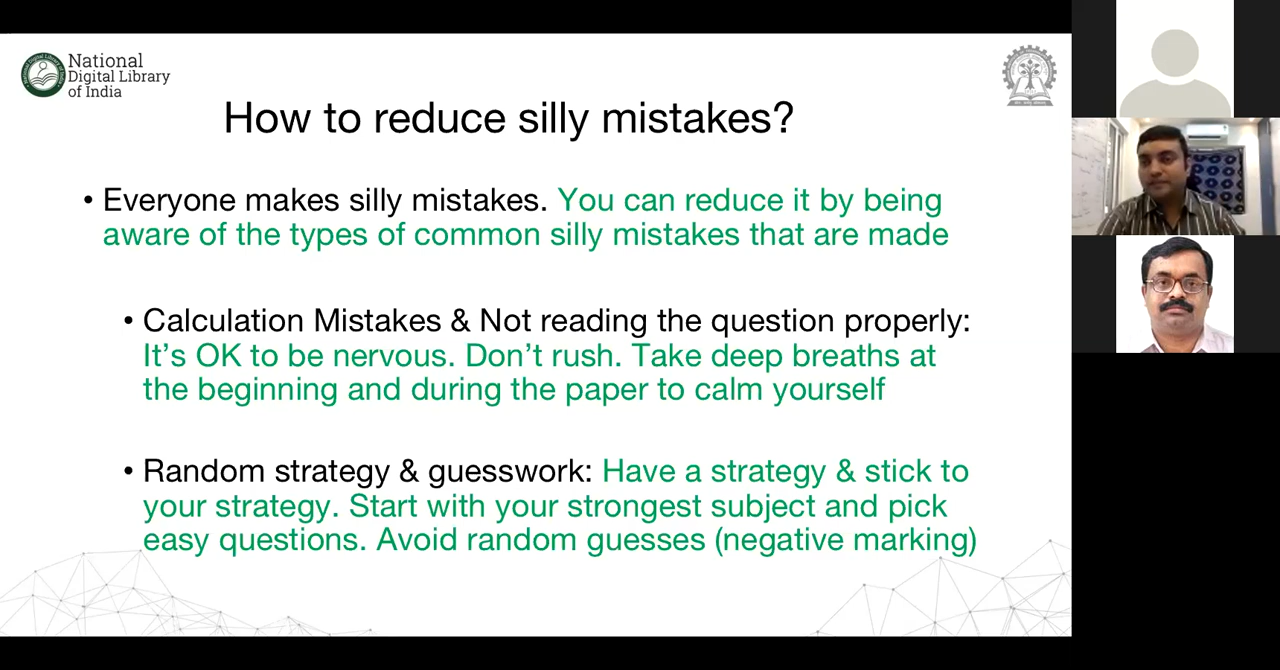 National
Digital Library
of India
How to reduce silly mistakes?
• Everyone makes silly mistakes. You can reduce it by being
aware of the types of common silly mistakes that are made
• Calculation Mistakes & Not reading the question properly:
It's OK to be nervous. Don't rush. Take deep breaths at
the beginning and during the paper to calm yourself
• Random strategy & guesswork: Have a strategy & stick to
your strategy. Start with your strongest subject and pick
easy questions. Avoid random guesses (negative marking)